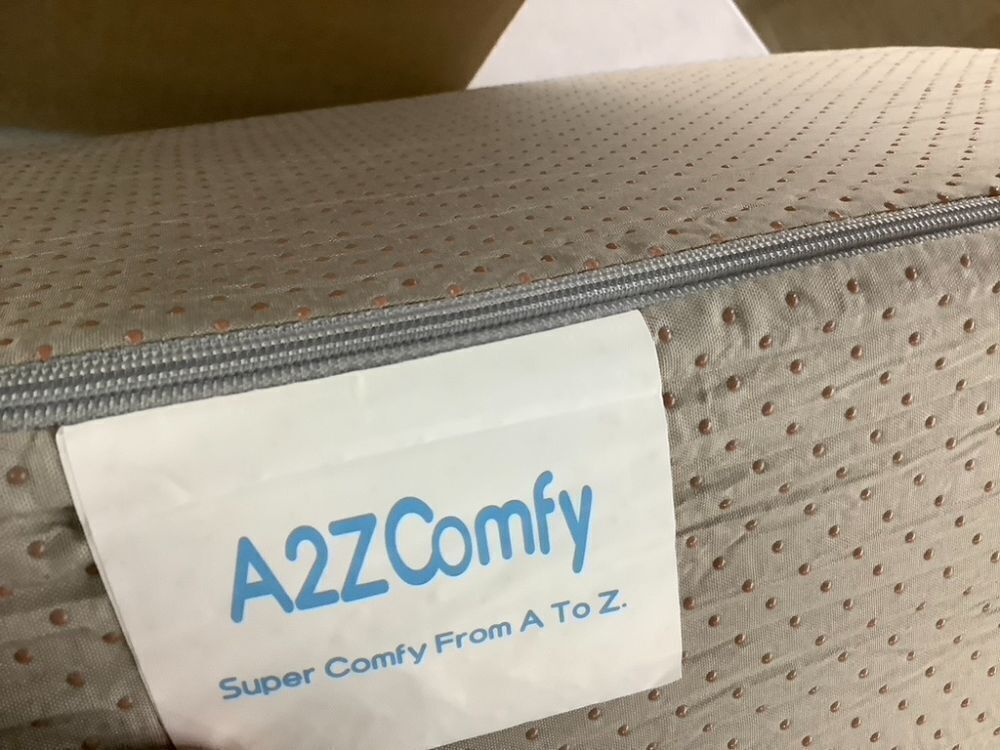 A2ZComfy
Super Comfy From A To Z.